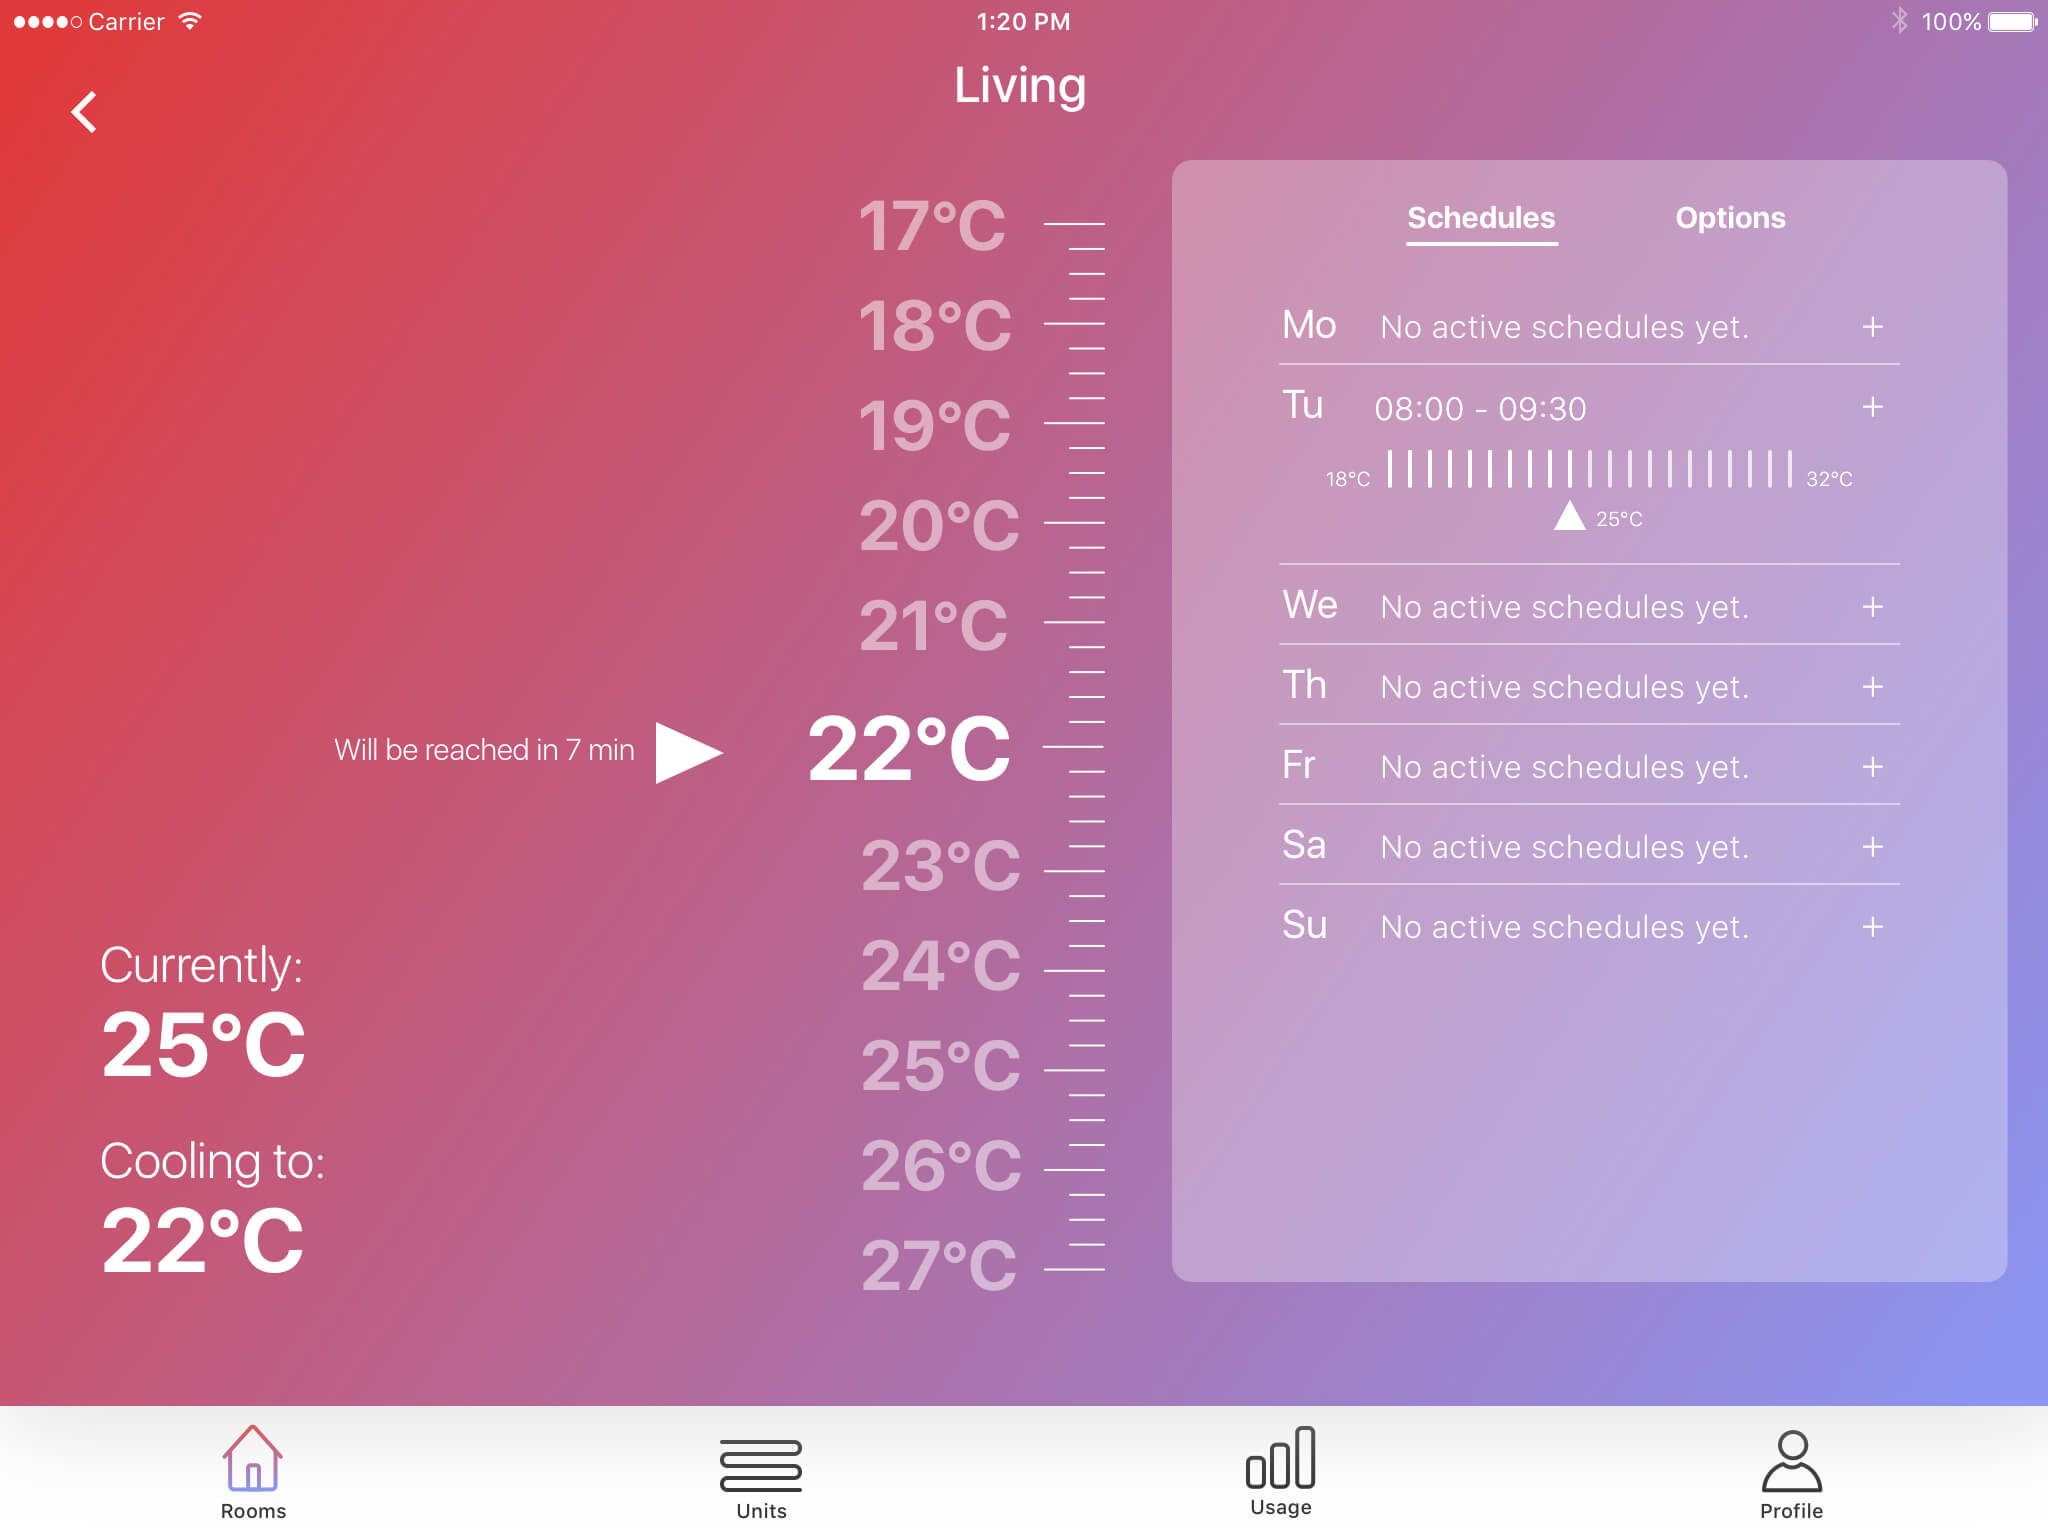 Carrier
1:20 PM
100%
Living
17°C
18°C
19°C
20°C
21°C
Will be reached in 7 min
22°C
23°C
24°C
25°C
26°C
27°C
Currently:
25°C
Cooling to:
22°C
Schedules Options
Mo No active schedules yet. +
Tu 08:00 - 09:30 +
18°C 32°C
25°C
We No active schedules yet. +
Th No active schedules yet. +
Fr No active schedules yet. +
Sa No active schedules yet. +
Su No active schedules yet. +
Rooms
Units
Usage
Profile